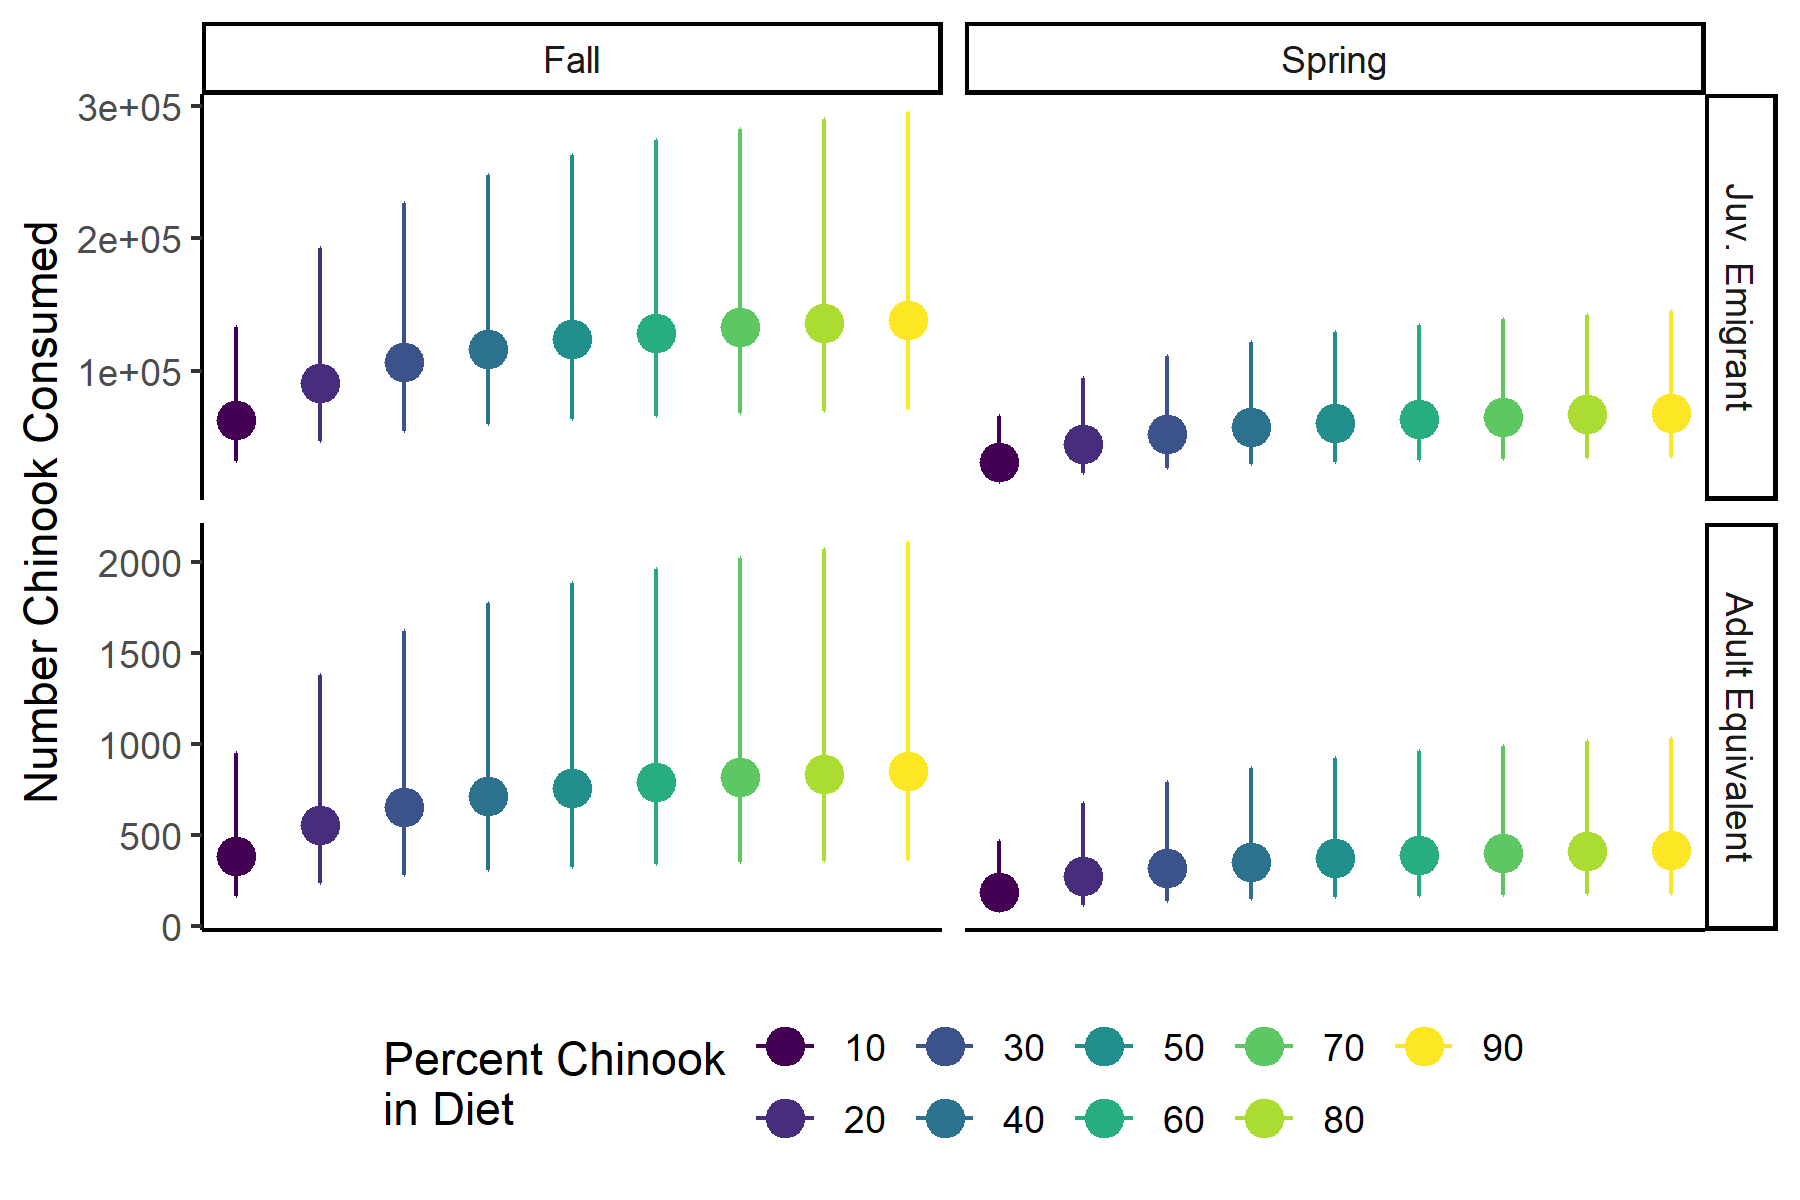 Fall
Spring
Number Chinook Consumed
3e+05
2e+05
1e+05
Juv. Emigrant
2000
1500
1000
500
0
Adult Equivalent
Percent Chinook
in Diet
10
30
50
70
90
20
40
60
80